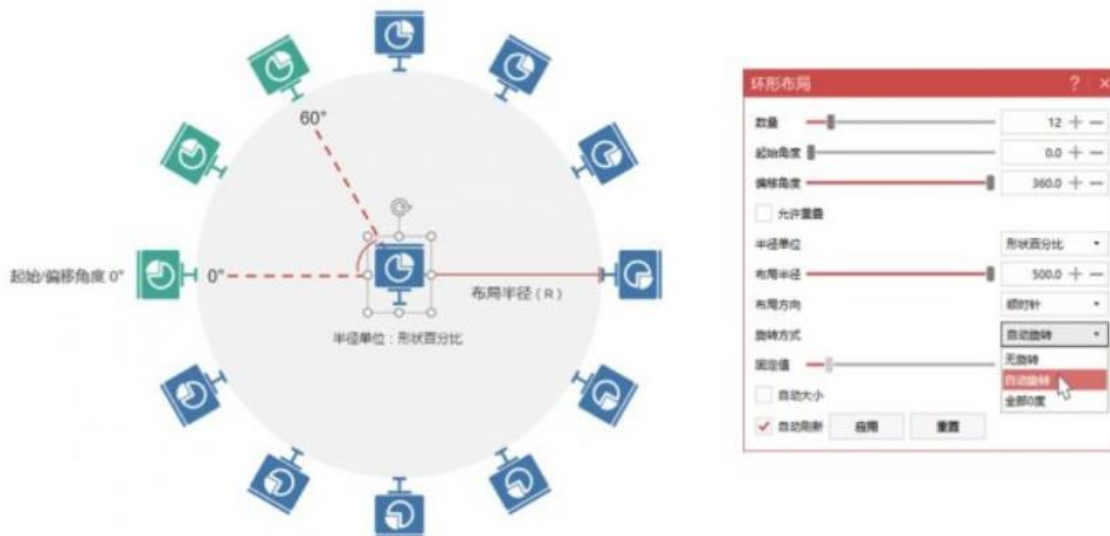 60°
起始/偏移角度 0°
0°
布局半径（R）
半径单位：形状百分比
环形布局 ? ×
数量 12 + −
起始角度 0.0 + −
偏移角度 360.0 + −
允许重叠
半径单位 形状百分比
布局半径 500.0 + −
布局方向 顺时针
旋转方式 自动旋转
无旋转
固定值 自动旋转
自动大小 全部0度
自动刷新 应用 重置